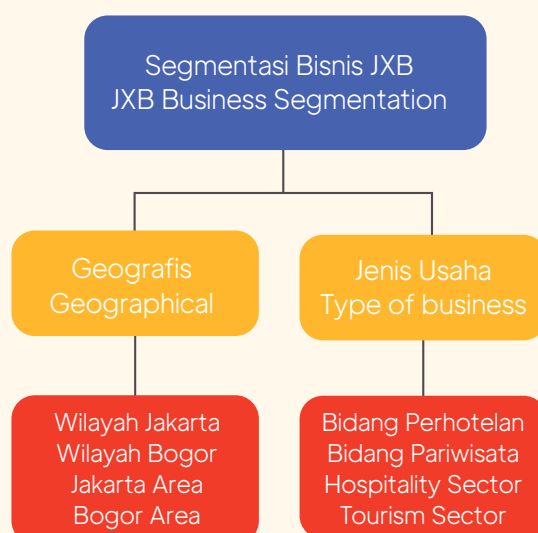 Segmentasi Bisnis JXB
JXB Business Segmentation
Geografis
Geographical
Jenis Usaha
Type of business
Wilayah Jakarta
Wilayah Bogor
Jakarta Area
Bogor Area
Bidang Perhotelan
Bidang Pariwisata
Hospitality Sector
Tourism Sector